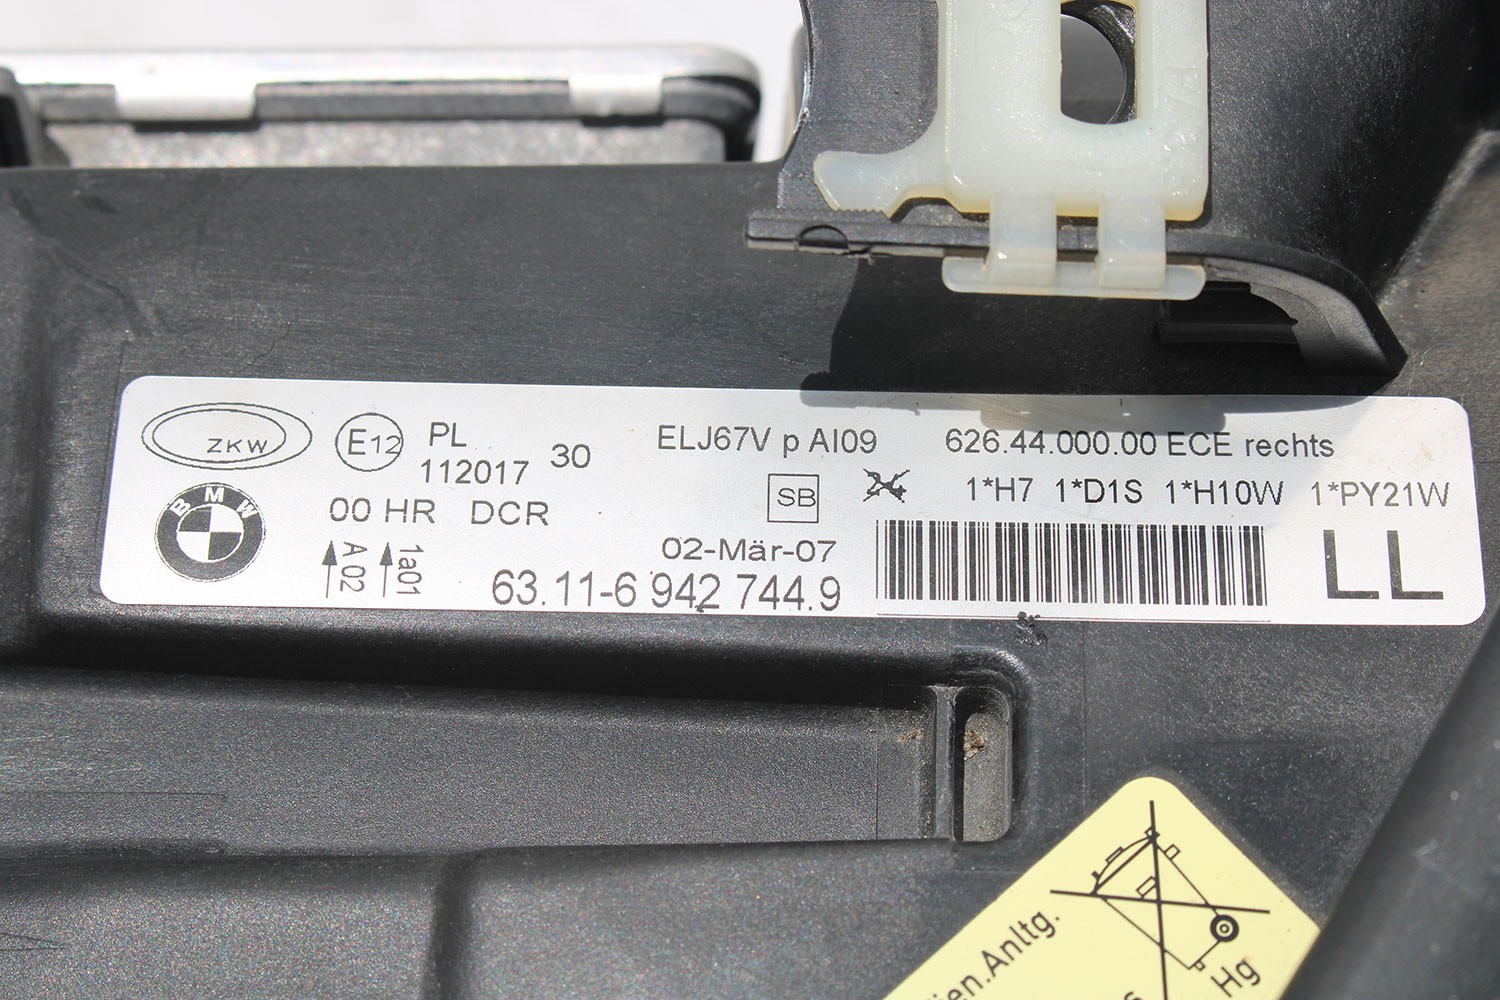 ZKW
BMW
E12
PL
112017
30
00 HR DCR
A 02
1a01
ELJ67V p AI09
626.44.000.00 ECE rechts
SB
1*H7 1*D1S 1*H10W 1*PY21W
02-Mär-07
63.11-6 942 744.9
LL
Anltg.
Hg